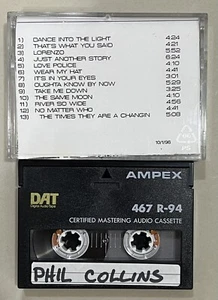 1) DANCE INTO THE LIGHT 4:24
2) THAT'S WHAT YOU SAID 4:21
3) LORENZO 5:52
4) JUST ANOTHER STORY 6:24
5) LOVE POLICE 4:10
6) WEAR MY HAT 4:41
7) IT'S IN YOUR EYES 3:01
8) OUGHTA KNOW BY NOW 5:29
9) TAKE ME DOWN 3:25
10) THE SAME MOON 4:10
11) RIVER SO WIDE 4:56
12) NO MATTER WHO 4:41
13) THE TIMES THEY ARE A CHANGIN 5:08
10/1/96
AMPEX
DAT 467 R-94
Digital Audio Tape
CERTIFIED MASTERING AUDIO CASSETTE
PHIL COLLINS